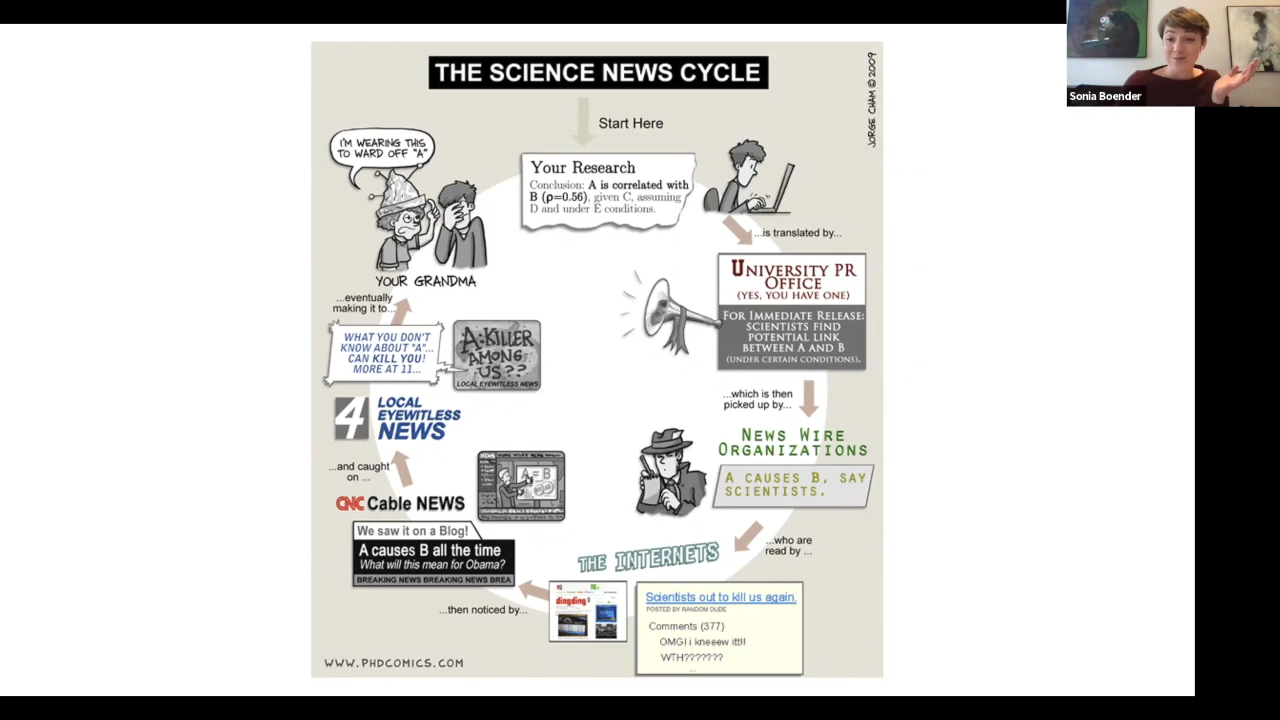 Sonia Boender
THE SCIENCE NEWS CYCLE
JORGE CHAM © 2009
Start Here
Your Research
Conclusion: A is correlated with
B (ρ=0.56), given C, assuming
D and under E conditions.
...is translated by...
UNIVERSITY PR
OFFICE
(YES, YOU HAVE ONE)
FOR IMMEDIATE RELEASE:
SCIENTISTS FIND
POTENTIAL LINK
BETWEEN A AND B
(UNDER CERTAIN CONDITIONS).
...which is then
picked up by...
NEWS WIRE
ORGANIZATIONS
A CAUSES B, SAY
SCIENTISTS.
...who are
read by ...
THE INTERNETS
Scientists out to kill us again.
POSTED BY RANDOM DUDE
Comments (377)
OMG! i kneeew itt!!
WTH???????
...
dingding
...then noticed by...
CNC Cable NEWS
We saw it on a Blog!
A causes B all the time
What will this mean for Obama?
BREAKING NEWS BREAKING NEWS BREA
NEWS
A = B
...and caught
on ...
4 LOCAL
EYEWITLESS
NEWS
WHAT YOU DON'T
KNOW ABOUT "A"...
CAN KILL YOU!
MORE AT 11...
A-KILLER
AMONG
US??
LOCAL EYEWITLESS NEWS
...eventually
making it to...
YOUR GRANDMA
I'M WEARING THIS
TO WARD OFF "A"
WWW.PHDCOMICS.COM